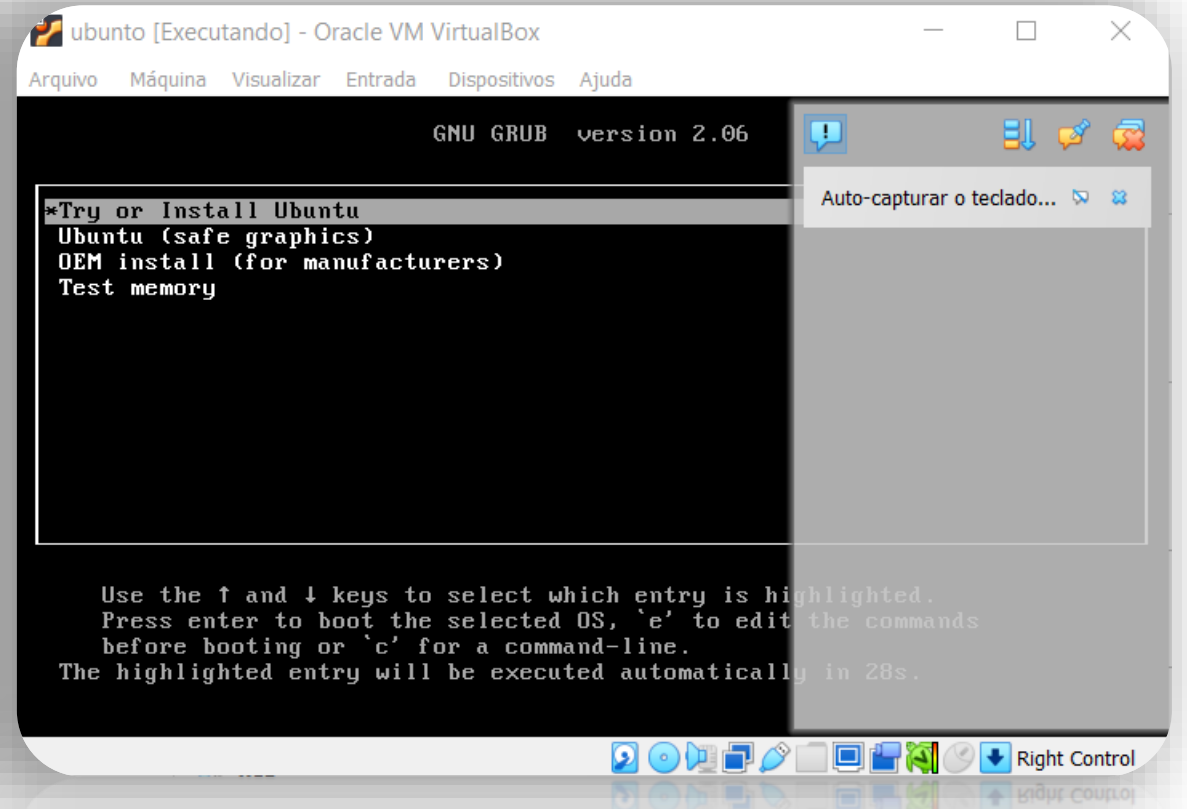 ubunto [Executando] - Oracle VM VirtualBox
Arquivo Máquina Visualizar Entrada Dispositivos Ajuda
GNU GRUB version 2.06
Auto-capturar o teclado...
*Try or Install Ubuntu
Ubuntu (safe graphics)
OEM install (for manufacturers)
Test memory
Use the ↑ and ↓ keys to select which entry is highlighted.
Press enter to boot the selected OS, `e' to edit the commands
before booting or `c' for a command-line.
The highlighted entry will be executed automatically in 28s.
Right Control